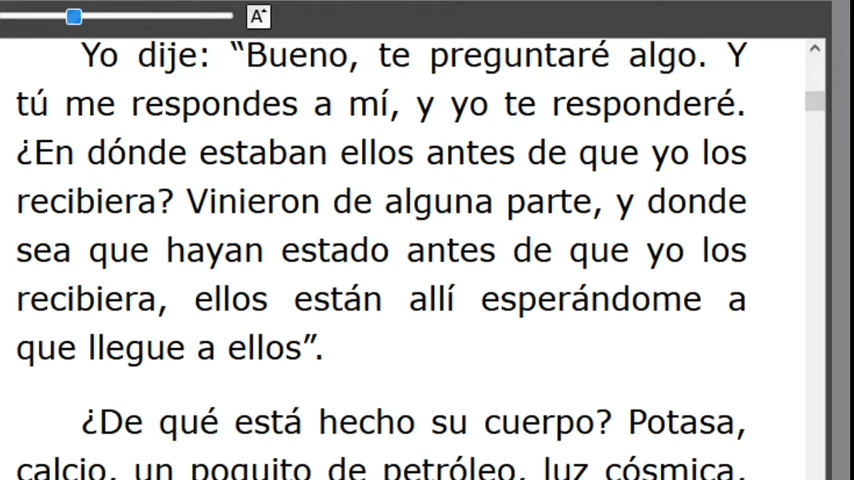 A
Yo dije: “Bueno, te preguntaré algo. Y
tú me respondes a mí, y yo te responderé.
¿En dónde estaban ellos antes de que yo los
recibiera? Vinieron de alguna parte, y donde
sea que hayan estado antes de que yo los
recibiera, ellos están allí esperándome a
que llegue a ellos”.
¿De qué está hecho su cuerpo? Potasa,
calcio, un poquito de petróleo, luz cósmica,